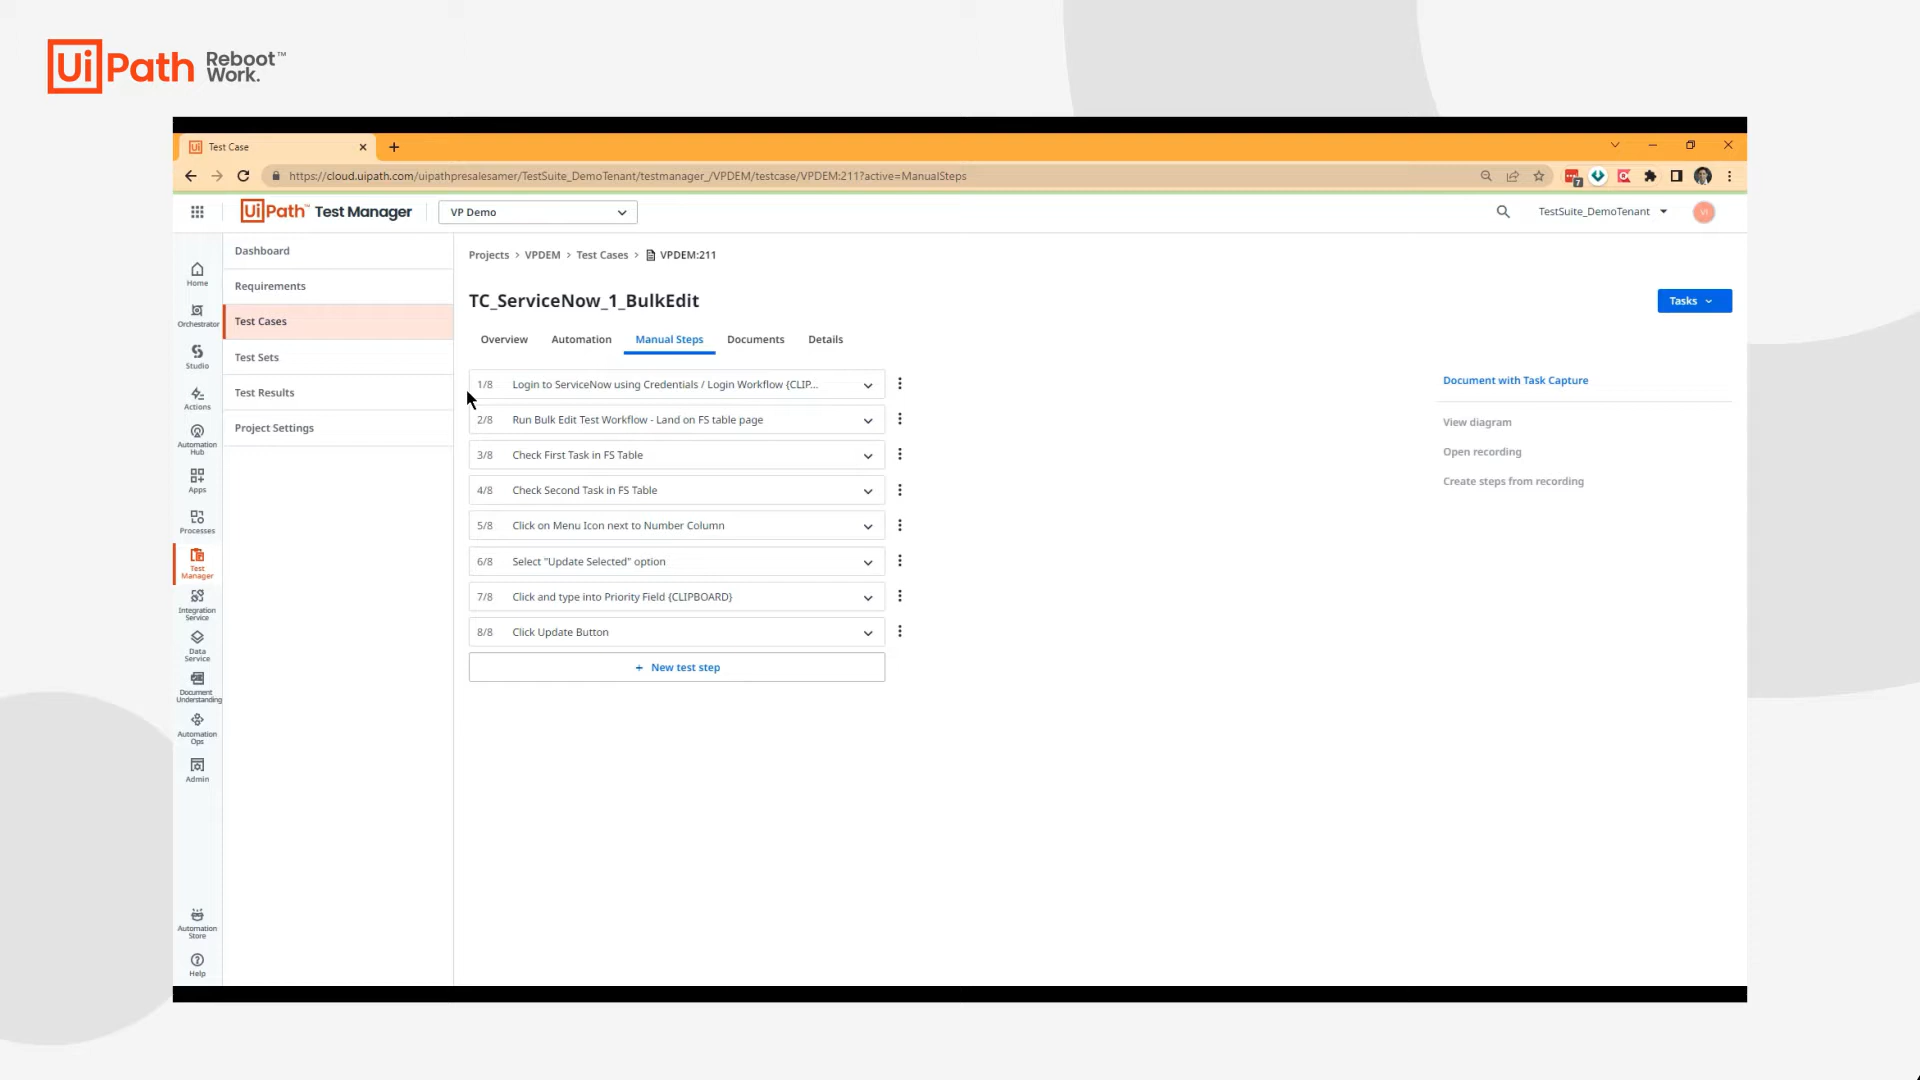 UiPath Reboot Work.™
Ui Test Case
https://cloud.uipath.com/uipathpresalesamer/TestSuite_DemoTenant/testmanager_/VPDEM/testcase/VPDEM:211?active=ManualSteps
7
UiPath™ Test Manager
VP Demo
TestSuite_DemoTenant
VI
Home
Orchestrator
Studio
Actions
Automation Hub
Apps
Processes
Test Manager
Integration Service
Data Service
Document Understanding
Automation Ops
Admin
Automation Store
Help
Dashboard
Requirements
Test Cases
Test Sets
Test Results
Project Settings
Projects > VPDEM > Test Cases > VPDEM:211
TC_ServiceNow_1_BulkEdit
Tasks
Overview Automation Manual Steps Documents Details
1/8 Login to ServiceNow using Credentials / Login Workflow {CLIP...
2/8 Run Bulk Edit Test Workflow - Land on FS table page
3/8 Check First Task in FS Table
4/8 Check Second Task in FS Table
5/8 Click on Menu Icon next to Number Column
6/8 Select "Update Selected" option
7/8 Click and type into Priority Field {CLIPBOARD}
8/8 Click Update Button
+ New test step
Document with Task Capture
View diagram
Open recording
Create steps from recording